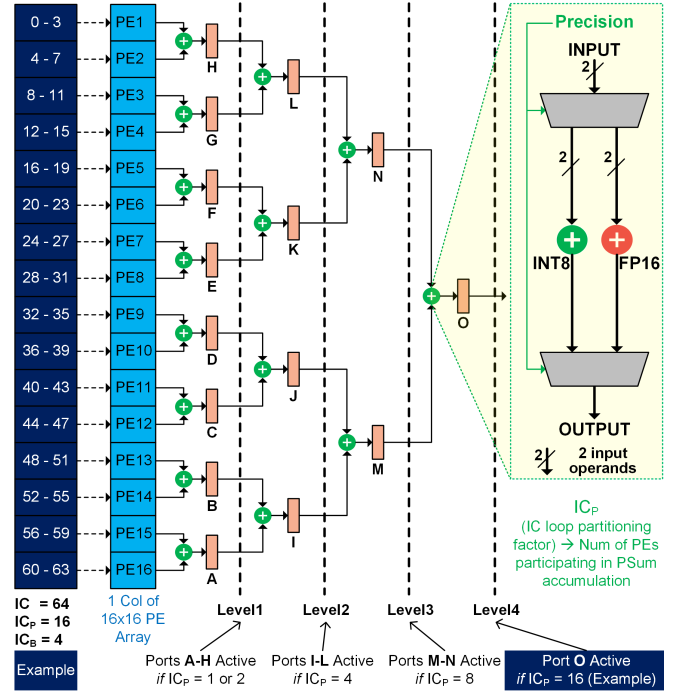 0 - 3
4 - 7
8 - 11
12 - 15
16 - 19
20 - 23
24 - 27
28 - 31
32 - 35
36 - 39
40 - 43
44 - 47
48 - 51
52 - 55
56 - 59
60 - 63
PE1
PE2
PE3
PE4
PE5
PE6
PE7
PE8
PE9
PE10
PE11
PE12
PE13
PE14
PE15
PE16
H
G
F
E
D
C
B
A
L
K
J
I
N
M
O
Precision
INPUT
2
2
2
INT8
FP16
OUTPUT
2
2 input
operands
ICP
(IC loop partitioning
factor) → Num of PEs
participating in PSum
accumulation
IC = 64
ICP = 16
ICB = 4
Example
1 Col of
16x16 PE
Array
Level1
Level2
Level3
Level4
Ports A-H Active
if ICP = 1 or 2
Ports I-L Active
if ICP = 4
Ports M-N Active
if ICP = 8
Port O Active
if ICP = 16 (Example)